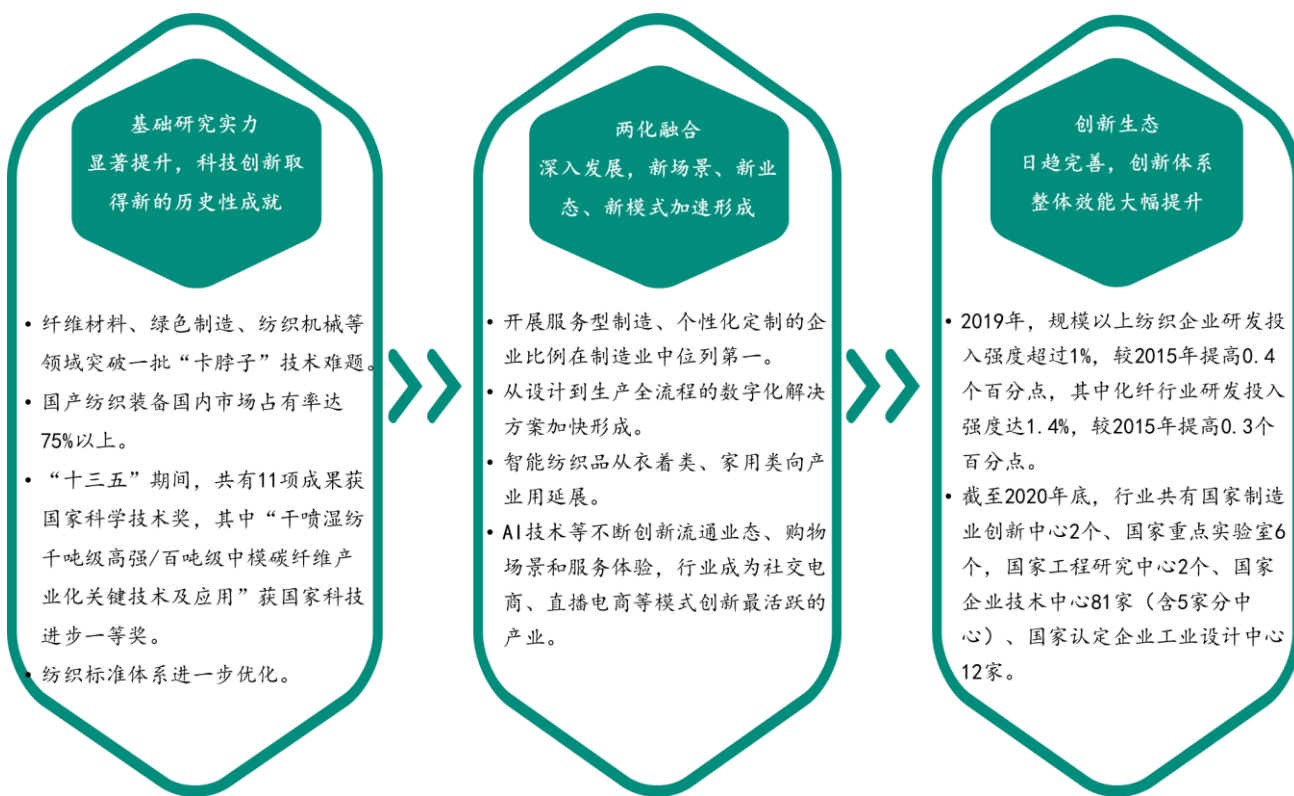 基础研究实力
显著提升，科技创新取
得新的历史性成就
• 纤维材料、绿色制造、纺织机械等
领域突破一批“卡脖子”技术难题。
• 国产纺织装备国内市场占有率达
75%以上。
• “十三五”期间，共有11项成果获
国家科学技术奖，其中“干喷湿纺
千吨级高强/百吨级中模碳纤维产
业化关键技术及应用”获国家科技
进步一等奖。
• 纺织标准体系进一步优化。
两化融合
深入发展，新场景、新业
态、新模式加速形成
• 开展服务型制造、个性化定制的企
业比例在制造业中位列第一。
• 从设计到生产全流程的数字化解决
方案加快形成。
• 智能纺织品从衣着类、家用类向产
业用延展。
• AI技术等不断创新流通业态、购物
场景和服务体验，行业成为社交电
商、直播电商等模式创新最活跃的
产业。
创新生态
日趋完善，创新体系
整体效能大幅提升
• 2019年，规模以上纺织企业研发投
入强度超过1%，较2015年提高0.4
个百分点，其中化纤行业研发投入
强度达1.4%，较2015年提高0.3个
百分点。
• 截至2020年底，行业共有国家制造
业创新中心2个、国家重点实验室6
个，国家工程研究中心2个、国家
企业技术中心81家（含5家分中
心）、国家认定企业工业设计中心
12家。